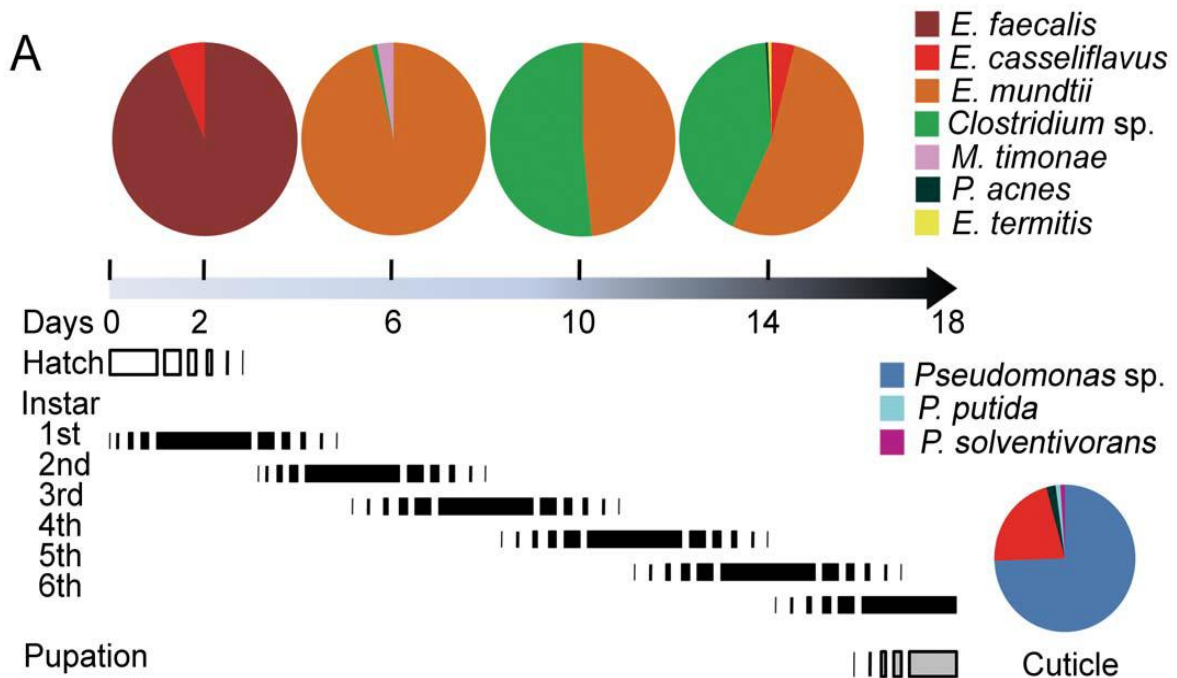 A
E. faecalis
E. casseliflavus
E. mundtii
Clostridium sp.
M. timonae
P. acnes
E. termitis
Days 0 2 6 10 14 18
Hatch
Instar
1st
2nd
3rd
4th
5th
6th
Pupation
Pseudomonas sp.
P. putida
P. solventivorans
Cuticle